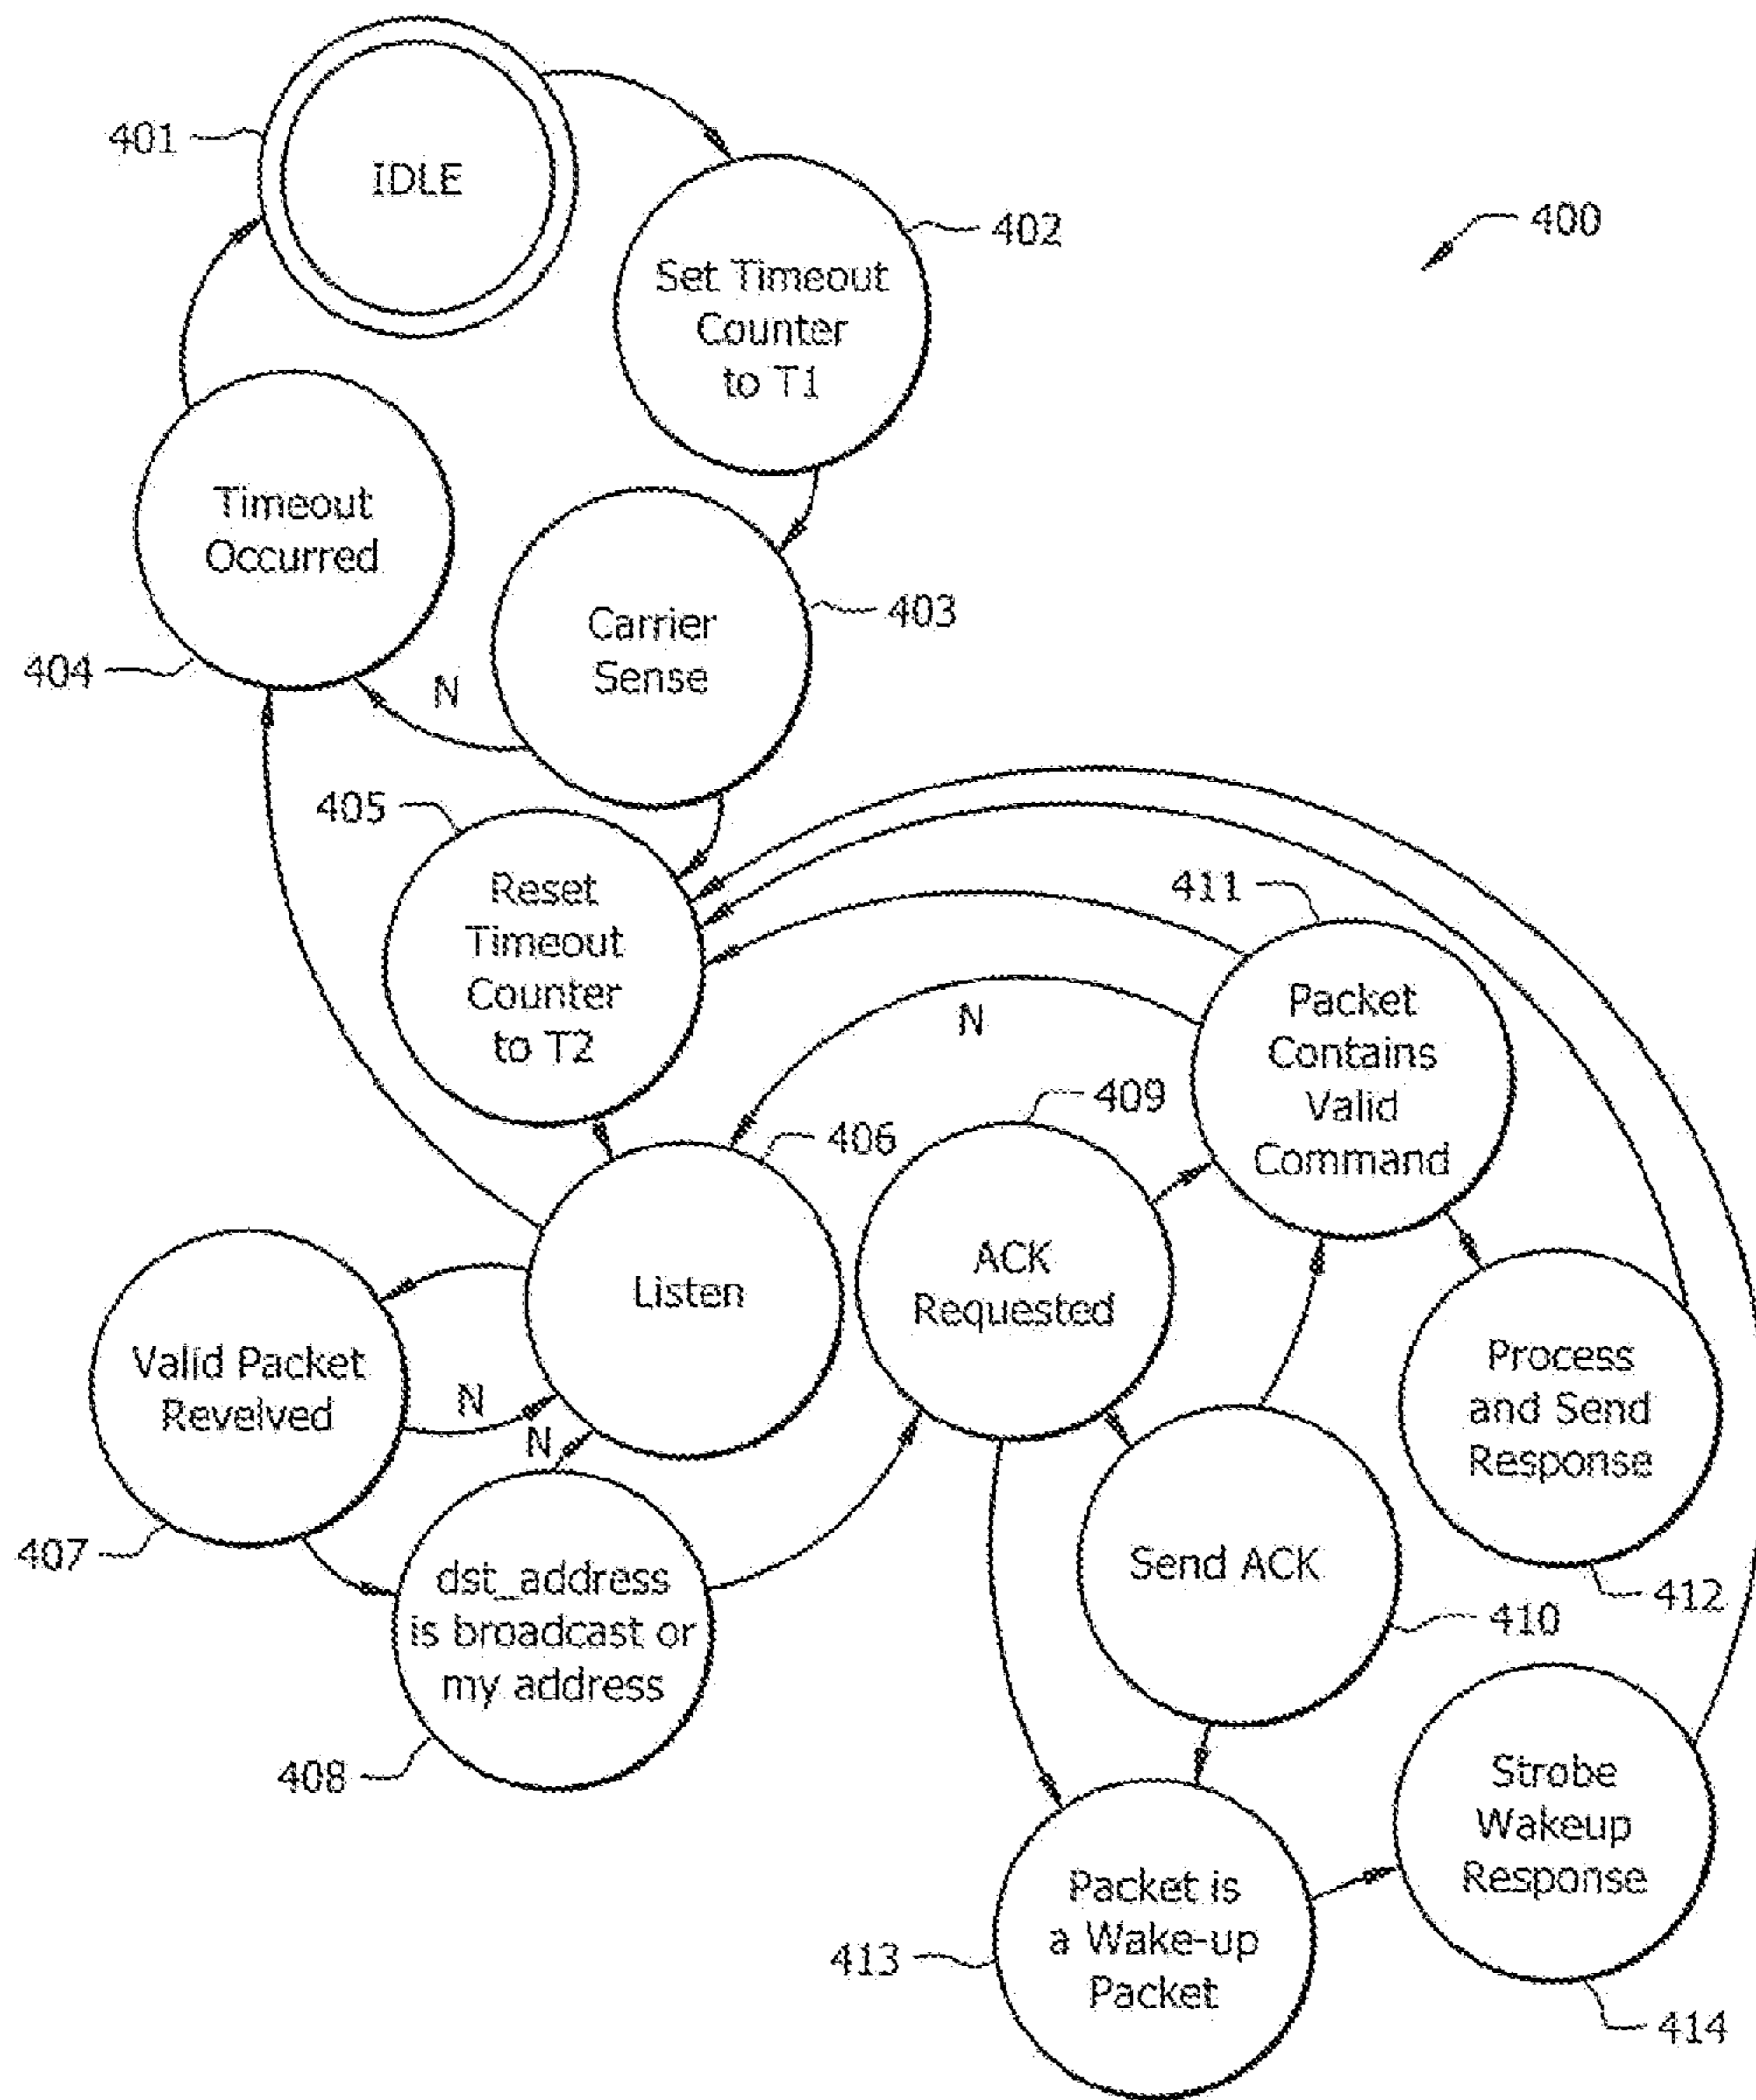 401
IDLE
402
400
Set Timeout
Counter
to T1
Timeout
Occurred
403
Carrier
Sense
404
N
405
Reset
Timeout
Counter
to T2
411
Packet
Contains
Valid
Command
N
409
406
ACK
Requested
Listen
Valid Packet
Revelved
N
N
Process
and Send
Response
407
dst_address
is broadcast or
my address
Send ACK
412
410
408
Strobe
Wakeup
Response
Packet is
a Wake-up
Packet
413
414